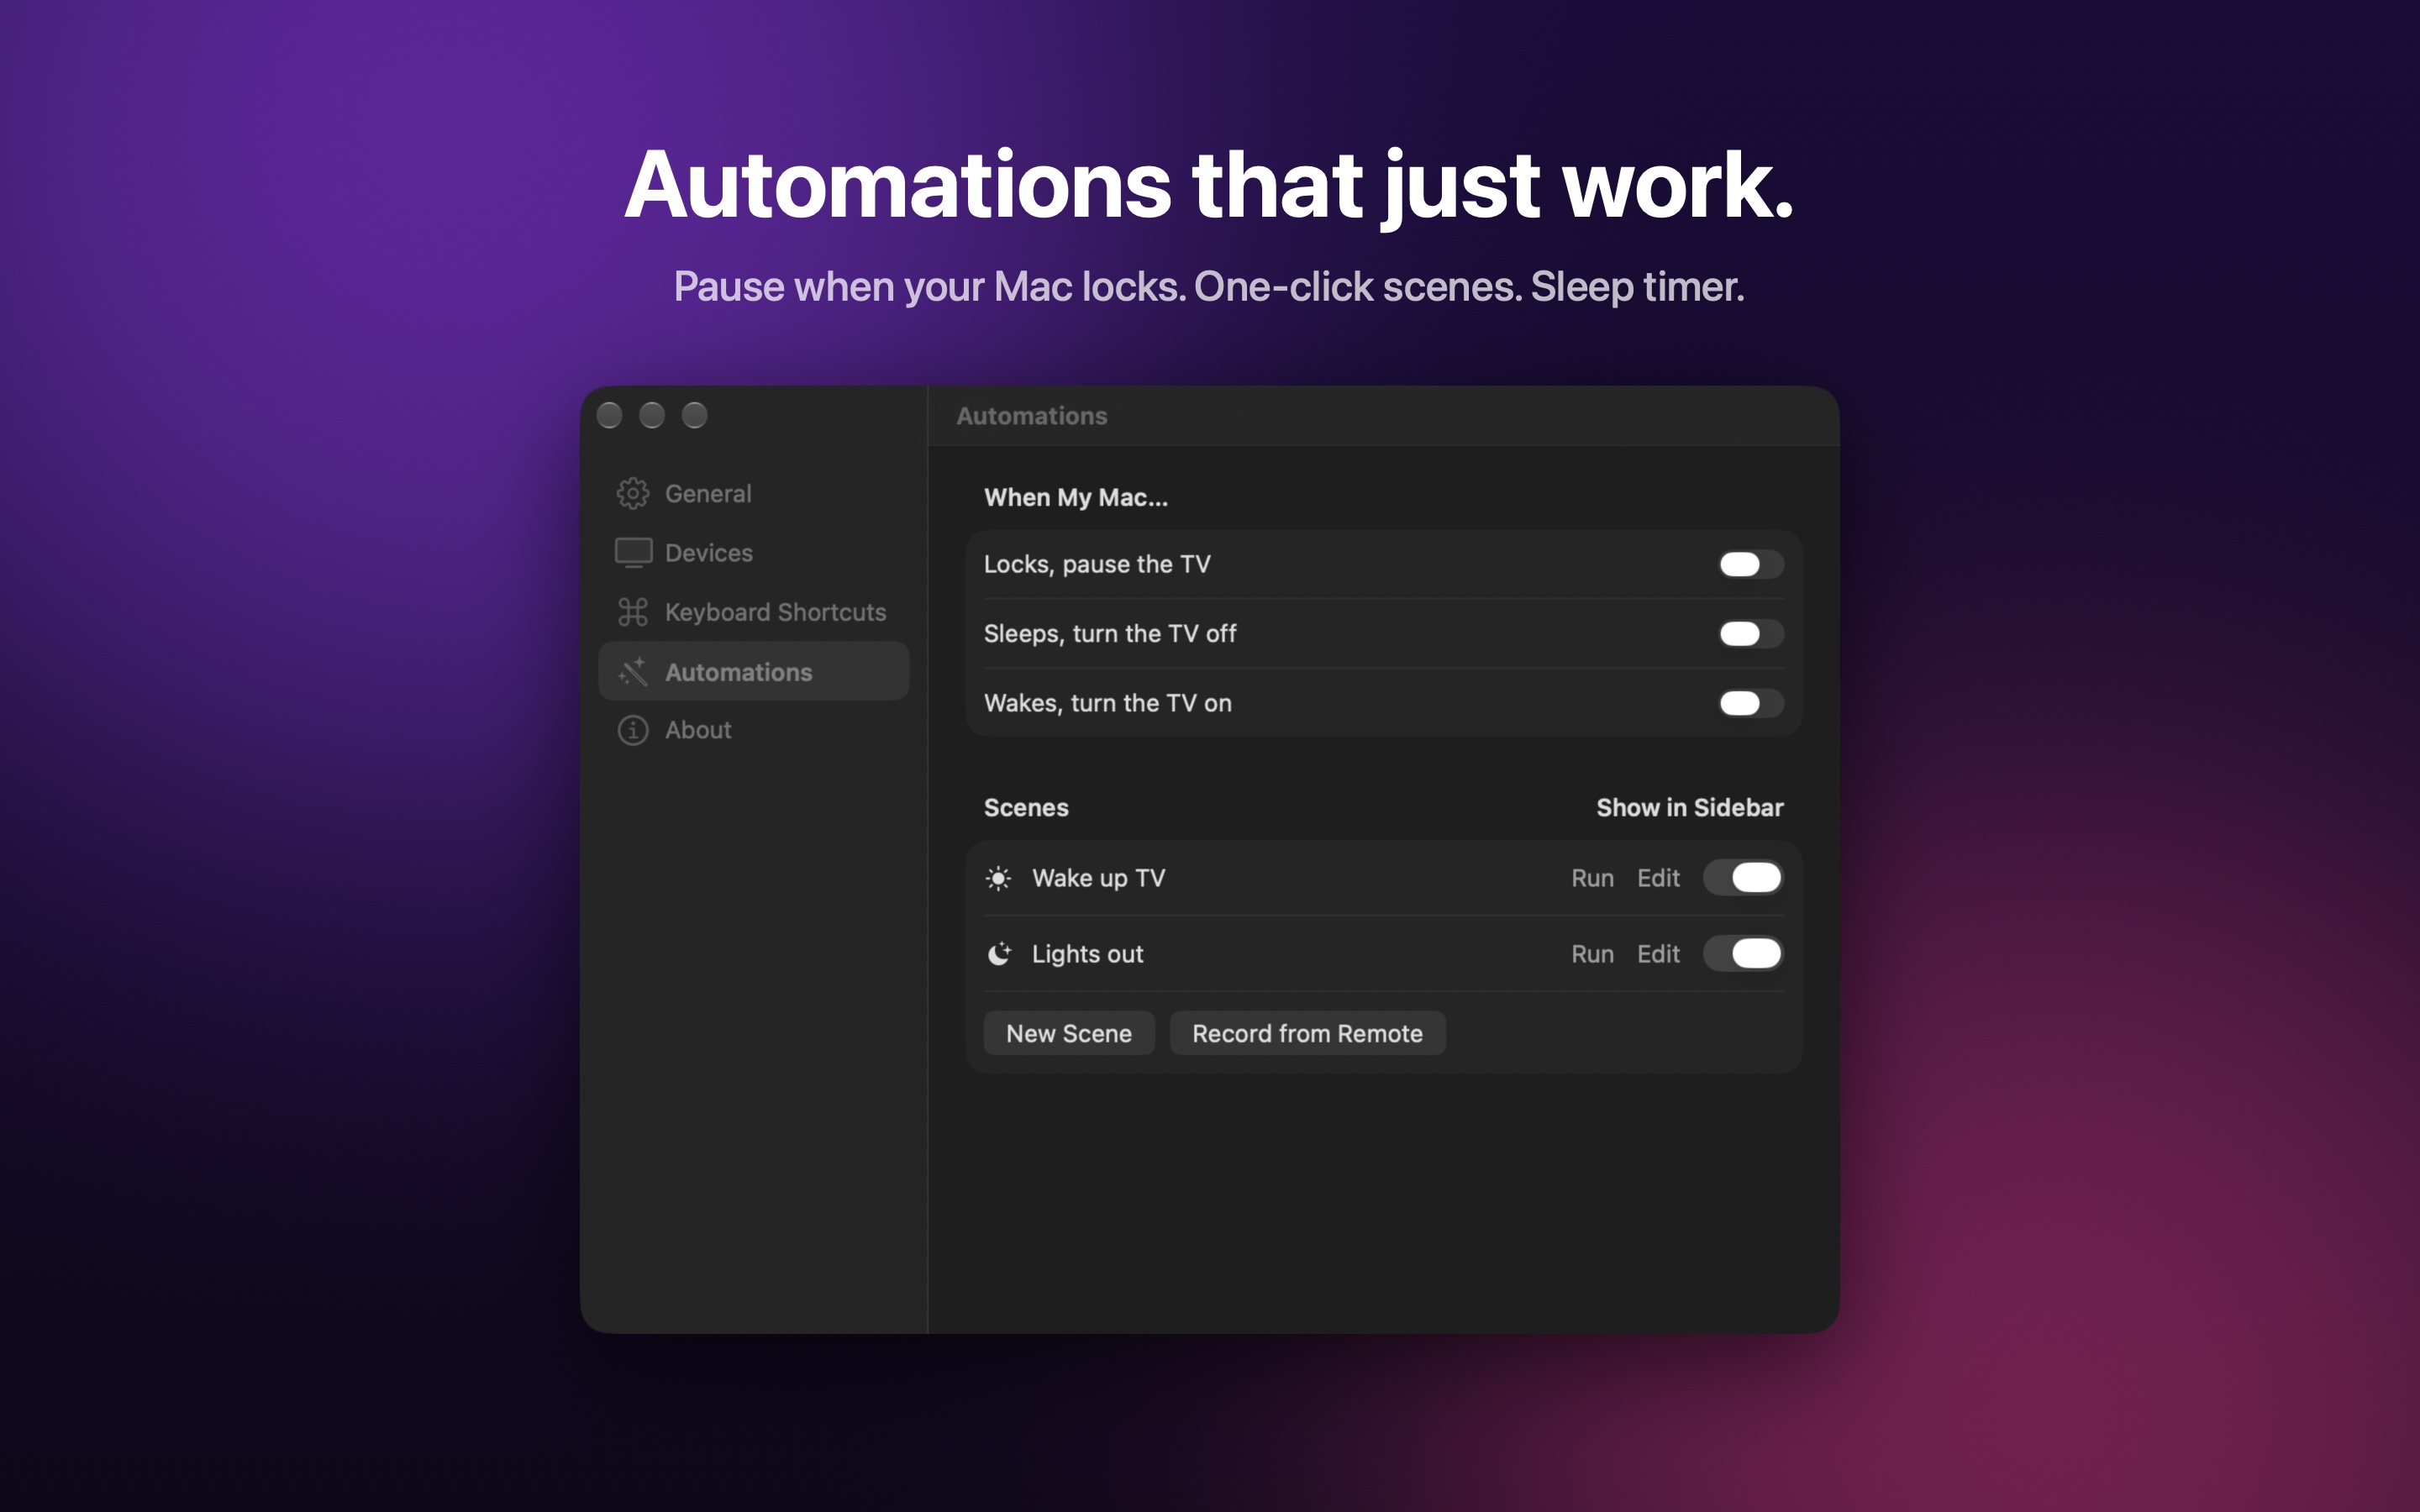 Automations that just work.
Pause when your Mac locks. One-click scenes. Sleep timer.
General
Devices
Keyboard Shortcuts
Automations
About
Automations
When My Mac...
Locks, pause the TV
Sleeps, turn the TV off
Wakes, turn the TV on
Scenes Show in Sidebar
Wake up TV Run Edit
Lights out Run Edit
New Scene Record from Remote